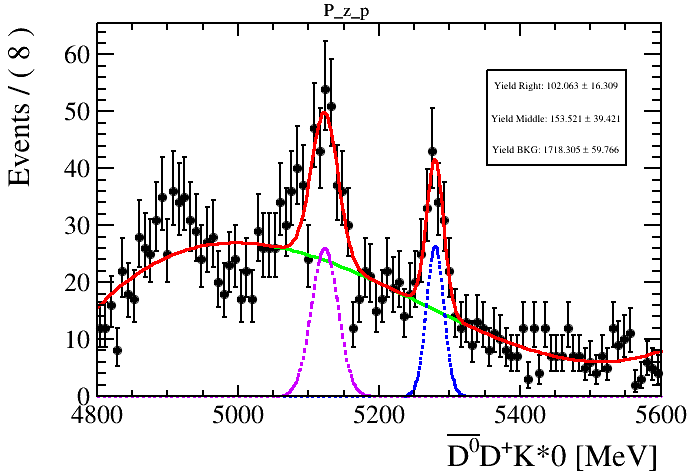 P_z_p
Events / ( 8 )
60
50
40
30
20
10
0
Yield Right: 102.063 ± 16.309
Yield Middle: 153.521 ± 39.421
Yield BKG: 1718.305 ± 59.766
4800 5000 5200 5400 5600
D⁰D⁺K*0 [MeV]